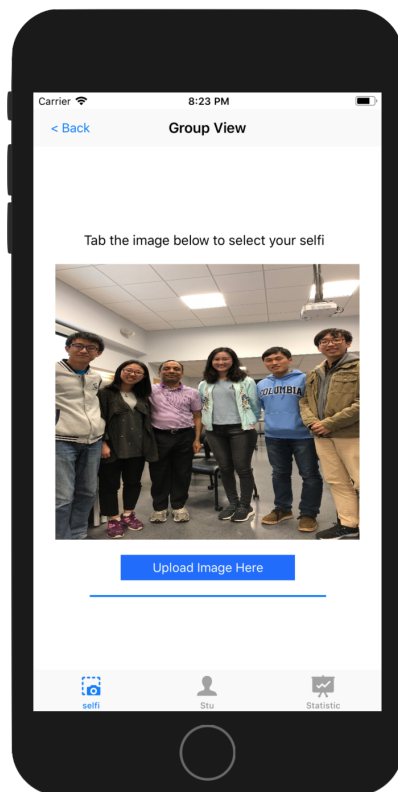 Carrier 8:23 PM
< Back Group View
Tab the image below to select your selfi
COLUMBIA
Upload Image Here
selfi Stu Statistic